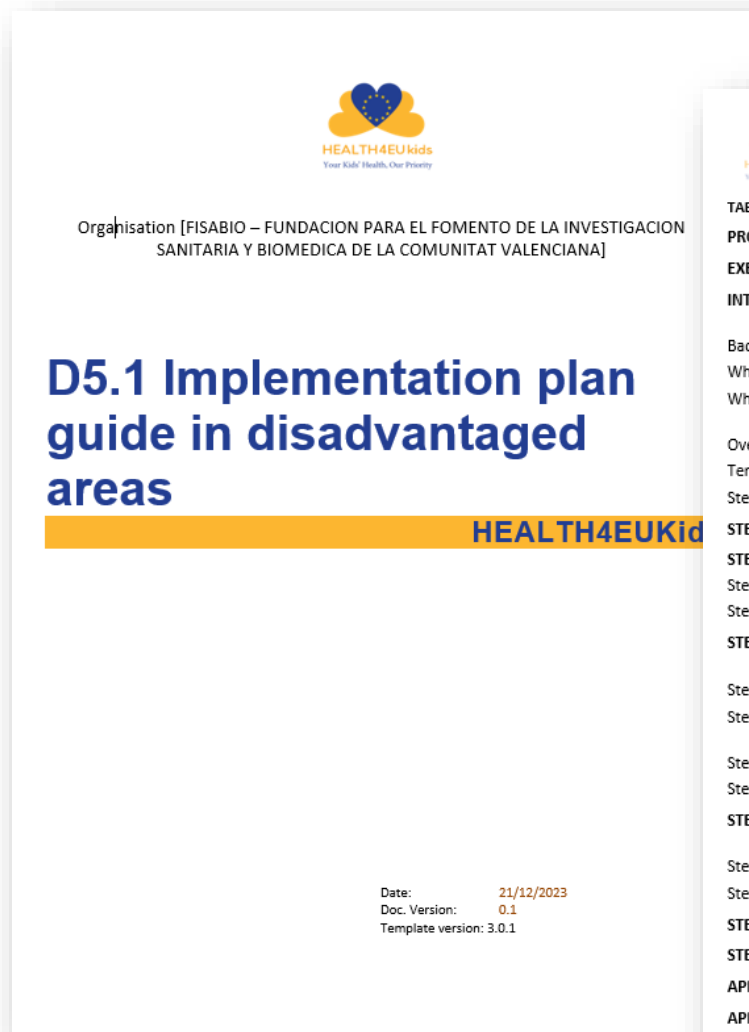 HEALTH4EUkids
Your Kids' Health, Our Priority
Organisation [FISABIO – FUNDACION PARA EL FOMENTO DE LA INVESTIGACION
SANITARIA Y BIOMEDICA DE LA COMUNITAT VALENCIANA]
D5.1 Implementation plan
guide in disadvantaged
areas
HEALTH4EUKid
Date: 21/12/2023
Doc. Version: 0.1
Template version: 3.0.1